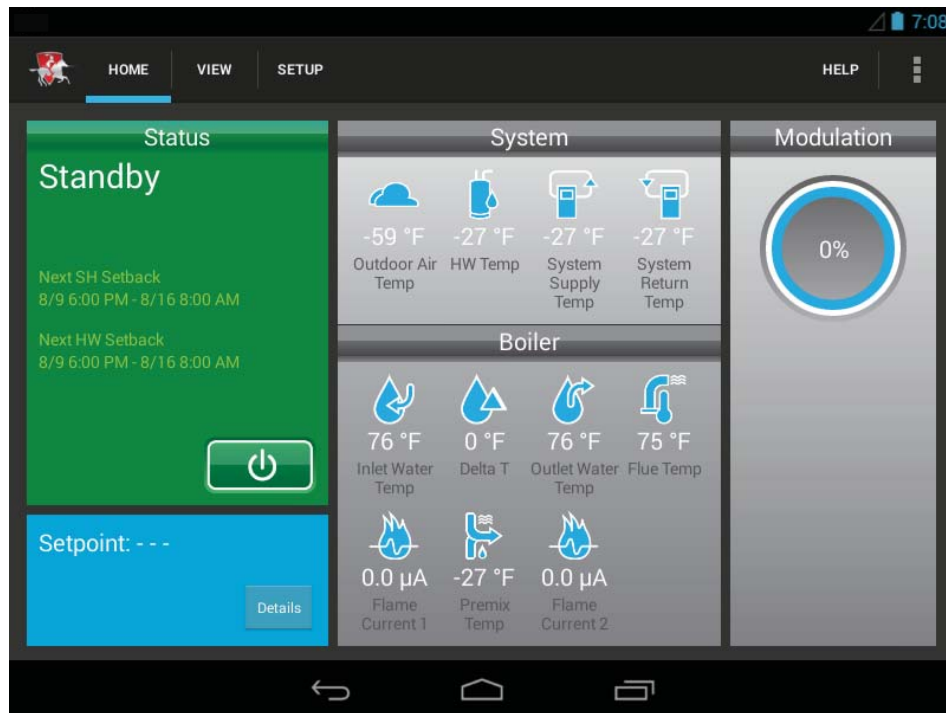 7:08
HOME
VIEW
SETUP
HELP
Status
Standby
Next SH Setback
8/9 6:00 PM - 8/16 8:00 AM
Next HW Setback
8/9 6:00 PM - 8/16 8:00 AM
Setpoint: - - -
Details
System
-59 °F
Outdoor Air
Temp
-27 °F
HW Temp
-27 °F
System
Supply
Temp
-27 °F
System
Return
Temp
Boiler
76 °F
Inlet Water
Temp
0 °F
Delta T
76 °F
Outlet Water
Temp
75 °F
Flue Temp
0.0 µA
Flame
Current 1
-27 °F
Premix
Temp
0.0 µA
Flame
Current 2
Modulation
0%